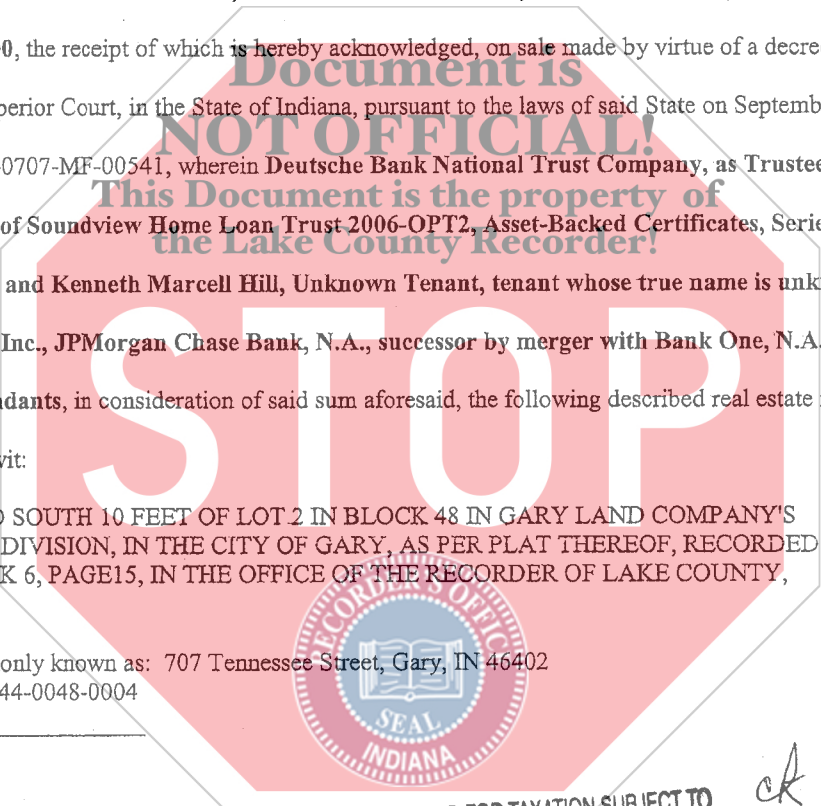 0, the receipt of which is hereby acknowledged, on sale made by virtue of a decre
Document is
perior Court, in the State of Indiana, pursuant to the laws of said State on Septemb
NOT OFFICIAL!
-0707-MF-00541, wherein Deutsche Bank National Trust Company, as Trustee
This Document is the property of
of Soundview Home Loan Trust 2006-OPT2, Asset-Backed Certificates, Serie
the Lake County Recorder!
and Kenneth Marcell Hill, Unknown Tenant, tenant whose true name is unk
STOP
Inc., JPMorgan Chase Bank, N.A., successor by merger with Bank One, N.A.
dants, in consideration of said sum aforesaid, the following described real estate
vit:
SOUTH 10 FEET OF LOT 2 IN BLOCK 48 IN GARY LAND COMPANY'S
DIVISION, IN THE CITY OF GARY, AS PER PLAT THEREOF, RECORDED
K 6, PAGE15, IN THE OFFICE OF THE RECORDER OF LAKE COUNTY,
RECORDER'S OFFICE
only known as: 707 Tennessee Street, Gary, IN 46402
44-0048-0004
SEAL
INDIANA
FOR TAXATION SUBJECT TO